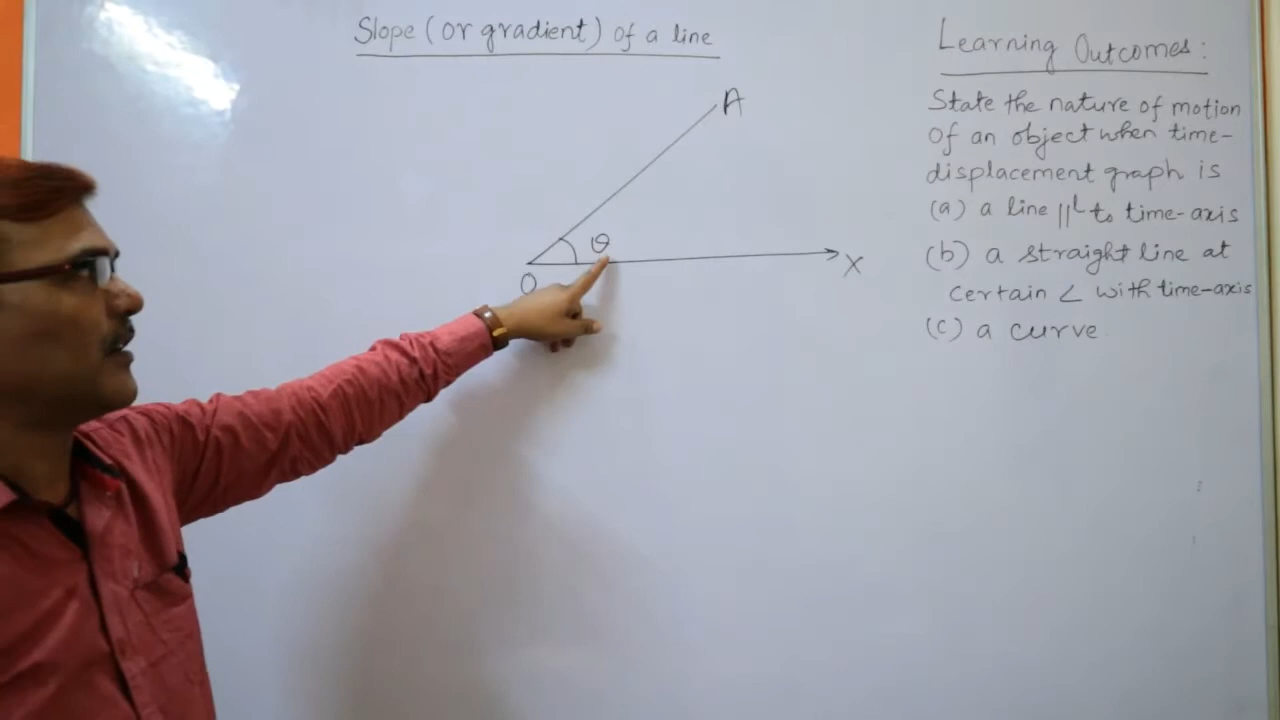 Slope (or gradient) of a line
A
θ
O
X
Learning Outcomes:
State the nature of motion
of an object when time-
displacement graph is
(a) a line ||ᴸ to time-axis
(b) a straight line at
certain ∠ with time-axis
(c) a curve